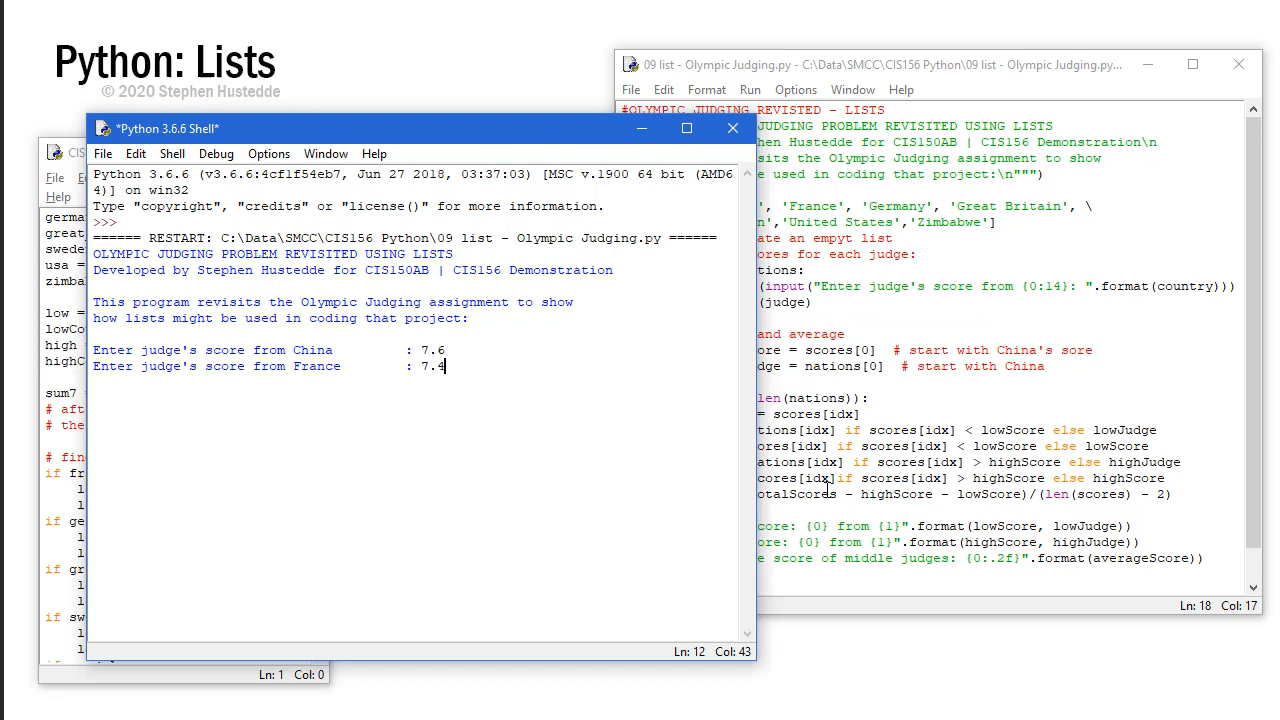 Python: Lists
© 2020 Stephen Hustedde
09 list - Olympic Judging.py - C:\Data\SMCC\CIS156 Python\09 list - Olympic Judging.py...
File Edit Format Run Options Window Help
#OLYMPIC JUDGING REVISTED - LISTS
JUDGING PROBLEM REVISITED USING LISTS
hen Hustedde for CIS150AB | CIS156 Demonstration\n
sits the Olympic Judging assignment to show
e used in coding that project:\n""")
', 'France', 'Germany', 'Great Britain', \
n','United States','Zimbabwe']
ate an empyt list
ores for each judge:
ations:
(input("Enter judge's score from {0:14}: ".format(country)))
(judge)
and average
ore = scores[0] # start with China's sore
dge = nations[0] # start with China
len(nations)):
= scores[idx]
tions[idx] if scores[idx] < lowScore else lowJudge
ores[idx] if scores[idx] < lowScore else lowScore
ations[idx] if scores[idx] > highScore else highJudge
cores[idx]if scores[idx] > highScore else highScore
otalScores - highScore - lowScore)/(len(scores) - 2)
core: {0} from {1}".format(lowScore, lowJudge))
ore: {0} from {1}".format(highScore, highJudge))
e score of middle judges: {0:.2f}".format(averageScore))
Ln: 18 Col: 17
*Python 3.6.6 Shell*
File Edit Shell Debug Options Window Help
Python 3.6.6 (v3.6.6:4cf1f54eb7, Jun 27 2018, 03:37:03) [MSC v.1900 64 bit (AMD6
4)] on win32
Type "copyright", "credits" or "license()" for more information.
>>>
====== RESTART: C:\Data\SMCC\CIS156 Python\09 list - Olympic Judging.py ======
OLYMPIC JUDGING PROBLEM REVISITED USING LISTS
Developed by Stephen Hustedde for CIS150AB | CIS156 Demonstration
This program revisits the Olympic Judging assignment to show
how lists might be used in coding that project:
Enter judge's score from China : 7.6
Enter judge's score from France : 7.4
Ln: 12 Col: 43
CIS
File Ed
Help
germa
great_
swede
usa =
zimba
low =
lowCo
high
highC
sum7
# aft
# the
# fin
if fr
l
l
if ge
l
l
if gr
l
l
if sw
l
l
Ln: 1 Col: 0